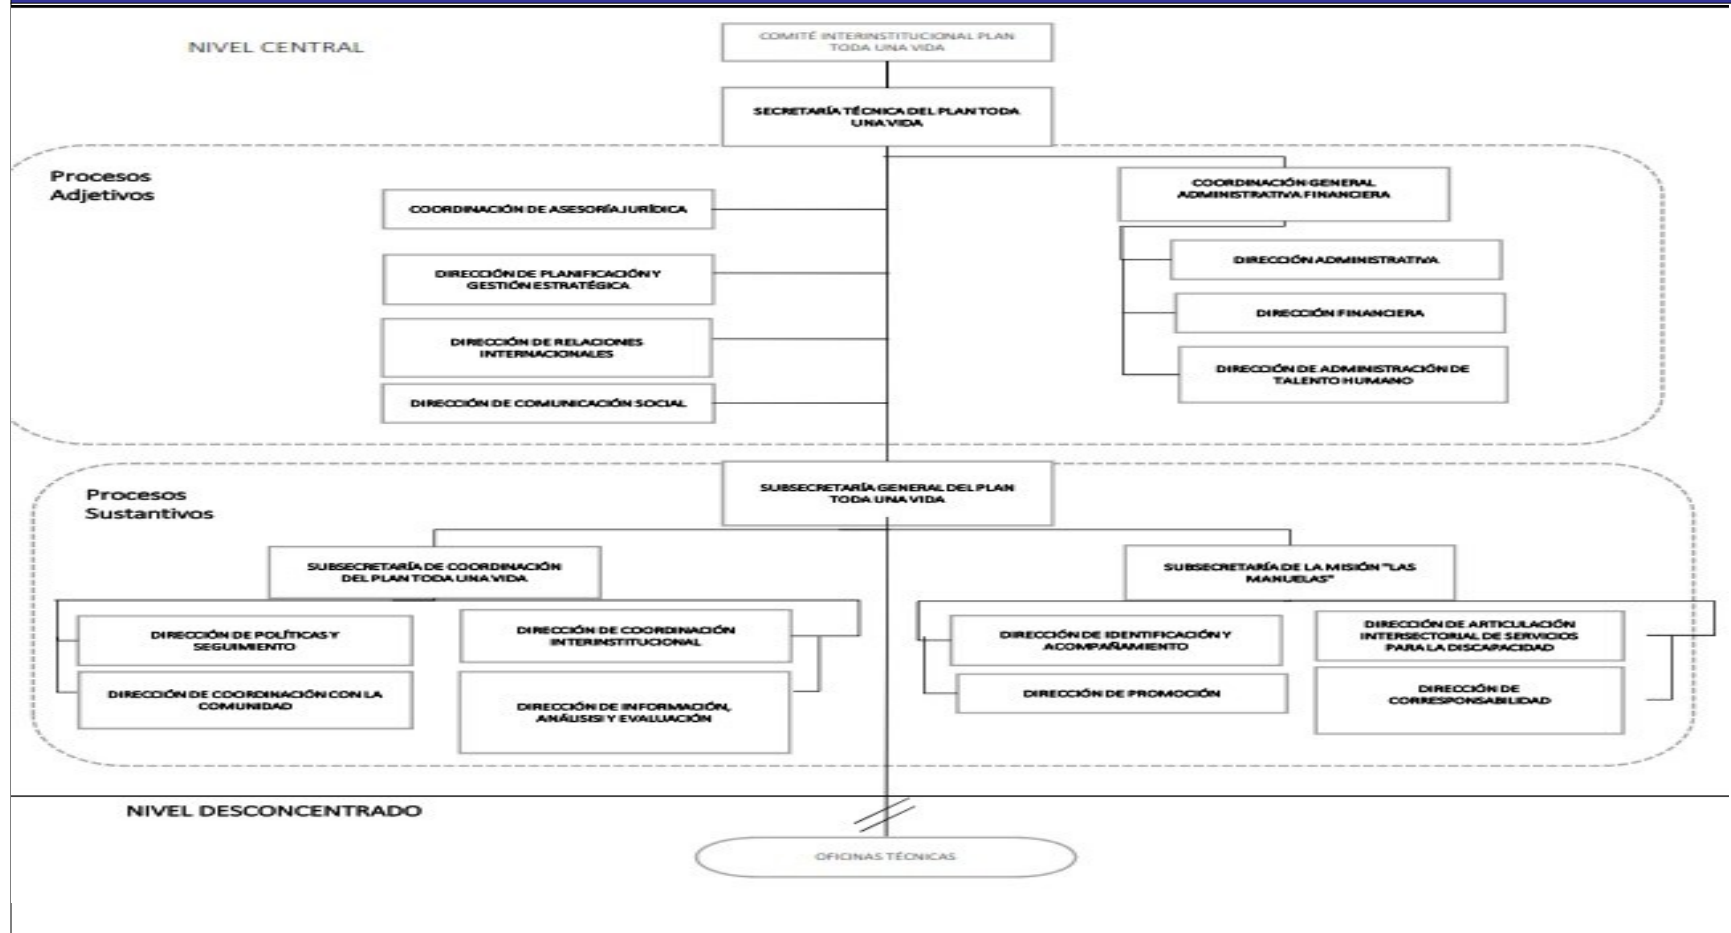 NIVEL CENTRAL
COMITÉ INTERINSTITUCIONAL PLAN
TODA UNA VIDA
SECRETARÍA TÉCNICA DEL PLAN TODA
UNA VIDA
Procesos
Adjetivos
COORDINACIÓN DE ASESORÍA JURÍDICA
DIRECCIÓN DE PLANIFICACIÓN Y
GESTIÓN ESTRATÉGICA
DIRECCIÓN DE RELACIONES
INTERNACIONALES
DIRECCIÓN DE COMUNICACIÓN SOCIAL
COORDINACIÓN GENERAL
ADMINISTRATIVA FINANCIERA
DIRECCIÓN ADMINISTRATIVA
DIRECCIÓN FINANCIERA
DIRECCIÓN DE ADMINISTRACIÓN DE
TALENTO HUMANO
Procesos
Sustantivos
SUBSECRETARÍA GENERAL DEL PLAN
TODA UNA VIDA
SUBSECRETARÍA DE COORDINACIÓN
DEL PLAN TODA UNA VIDA
DIRECCIÓN DE POLÍTICAS Y
SEGUIMIENTO
DIRECCIÓN DE COORDINACIÓN
INTERINSTITUCIONAL
DIRECCIÓN DE COORDINACIÓN CON LA
COMUNIDAD
DIRECCIÓN DE INFORMACIÓN,
ANÁLISISI Y EVALUACIÓN
SUBSECRETARÍA DE LA MISIÓN "LAS
MANUELAS"
DIRECCIÓN DE IDENTIFICACIÓN Y
ACOMPAÑAMIENTO
DIRECCIÓN DE ARTICULACIÓN
INTERSECTORIAL DE SERVICIOS
PARA LA DISCAPACIDAD
DIRECCIÓN DE PROMOCIÓN
DIRECCIÓN DE
CORRESPONSABILIDAD
NIVEL DESCONCENTRADO
OFICINAS TÉCNICAS